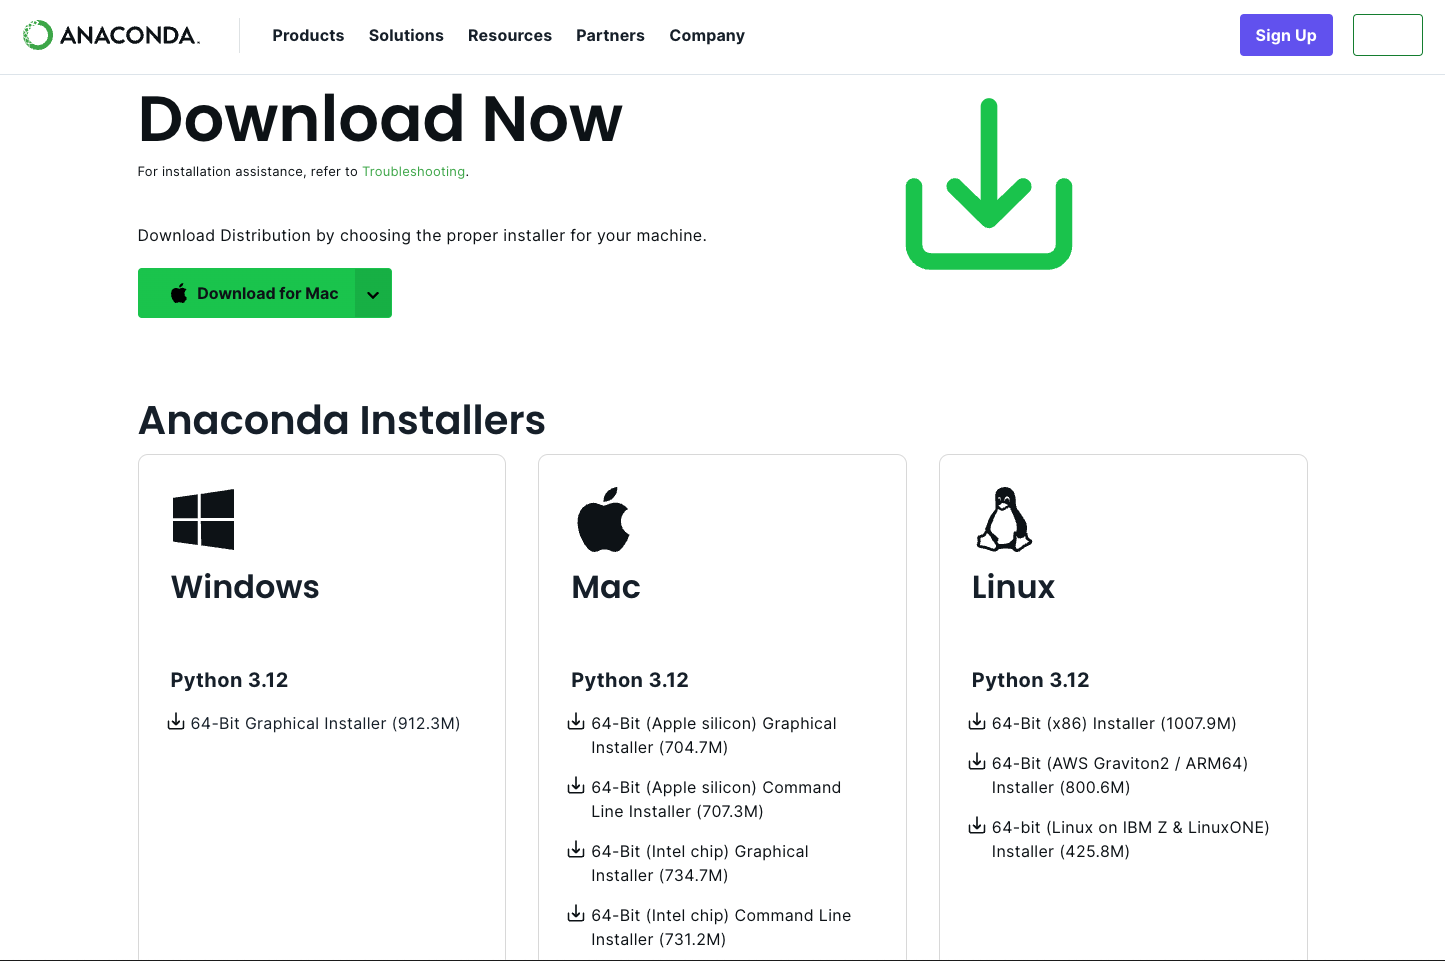 ANACONDA.
Products Solutions Resources Partners Company
Sign Up
Download Now
For installation assistance, refer to Troubleshooting.
Download Distribution by choosing the proper installer for your machine.
Download for Mac
Anaconda Installers
Windows
Python 3.12
64-Bit Graphical Installer (912.3M)
Mac
Python 3.12
64-Bit (Apple silicon) Graphical
Installer (704.7M)
64-Bit (Apple silicon) Command
Line Installer (707.3M)
64-Bit (Intel chip) Graphical
Installer (734.7M)
64-Bit (Intel chip) Command Line
Installer (731.2M)
Linux
Python 3.12
64-Bit (x86) Installer (1007.9M)
64-Bit (AWS Graviton2 / ARM64)
Installer (800.6M)
64-bit (Linux on IBM Z & LinuxONE)
Installer (425.8M)